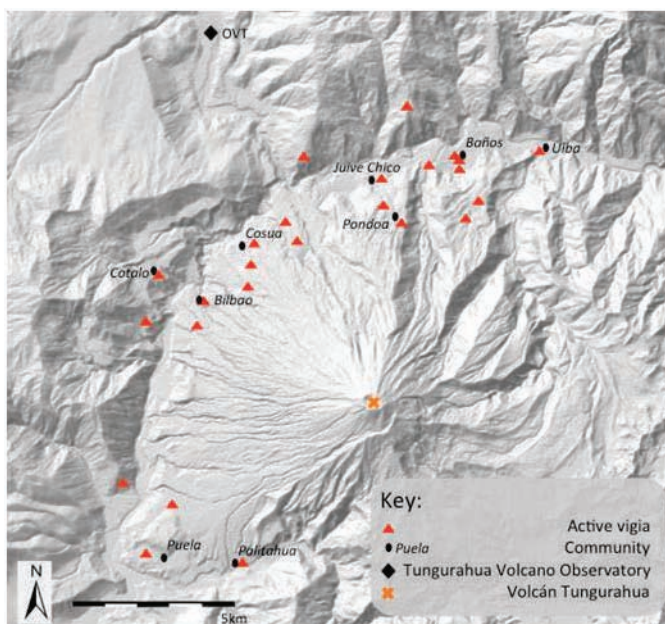 OVT
Baños
Ulba
Juive Chico
Pondoa
Cusua
Cotalo
Bilbao
Puela
Palitahua
N
5km
Key:
Active vigia
Puela Community
Tungurahua Volcano Observatory
Volcán Tungurahua